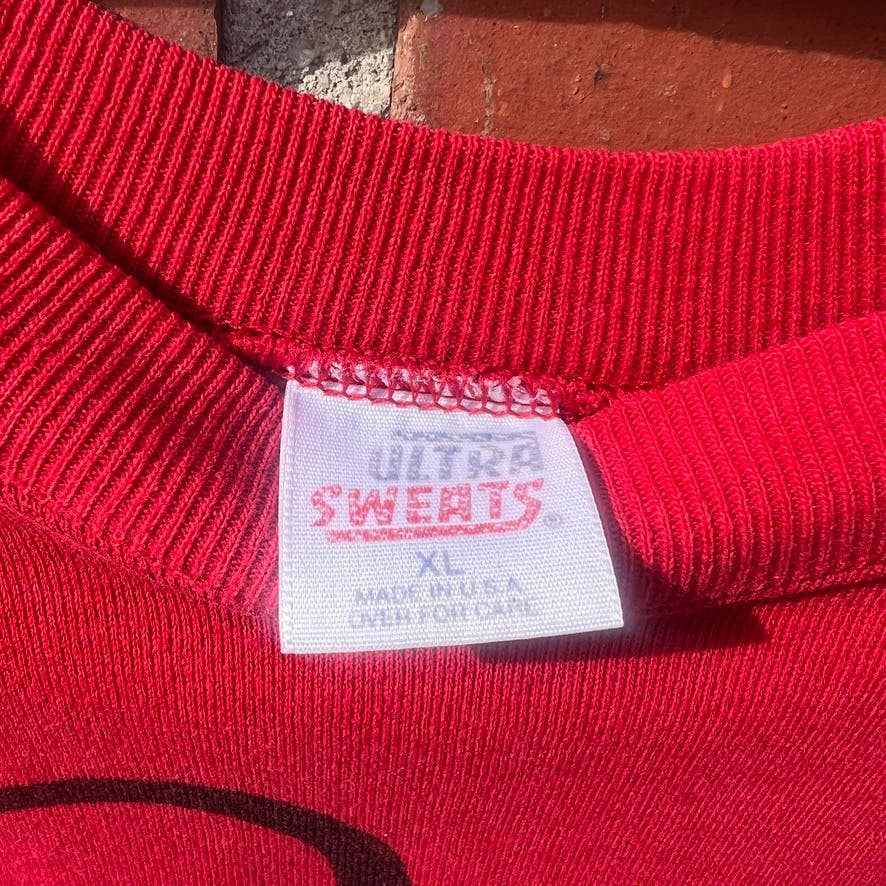 ULTRA
SWEATS®
XL
MADE IN U.S.A.
OVER FOR CARE